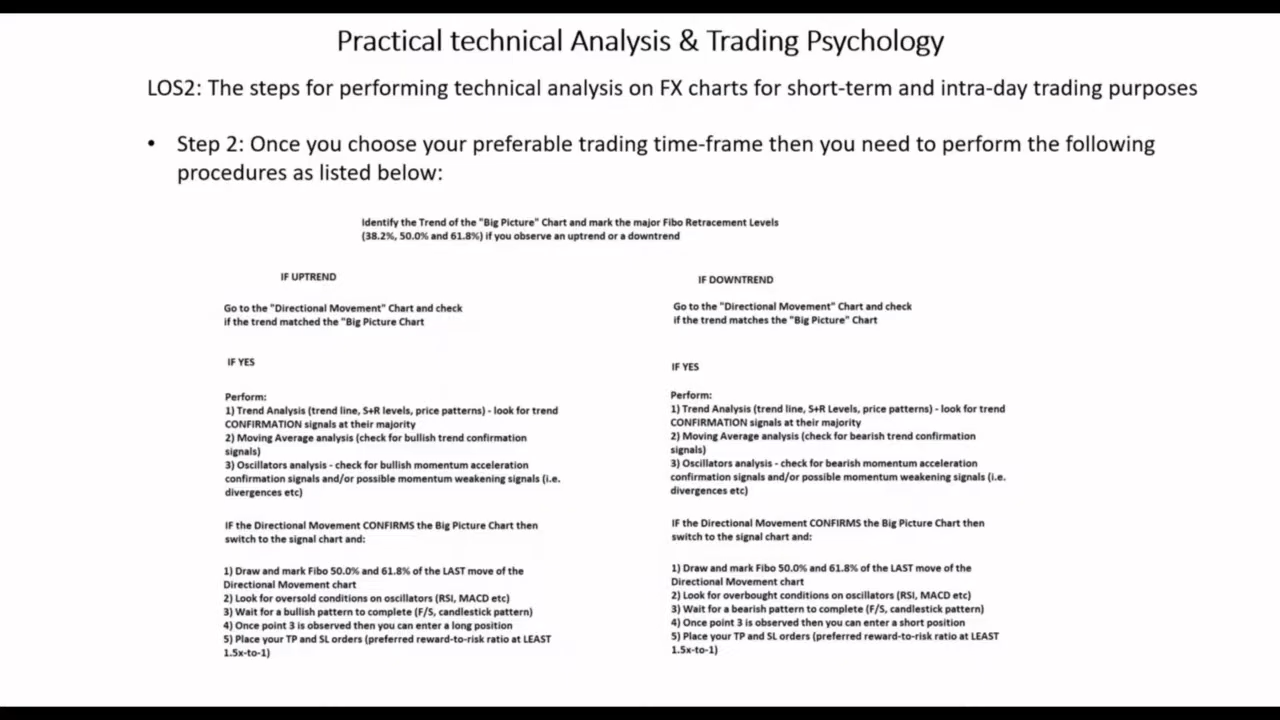 Practical technical Analysis & Trading Psychology
LOS2: The steps for performing technical analysis on FX charts for short-term and intra-day trading purposes
• Step 2: Once you choose your preferable trading time-frame then you need to perform the following
procedures as listed below:
Identify the Trend of the "Big Picture" Chart and mark the major Fibo Retracement Levels
(38.2%, 50.0% and 61.8%) if you observe an uptrend or a downtrend
IF UPTREND
Go to the "Directional Movement" Chart and check
if the trend matched the "Big Picture Chart
IF YES
Perform:
1) Trend Analysis (trend line, S+R levels, price patterns) - look for trend
CONFIRMATION signals at their majority
2) Moving Average analysis (check for bullish trend confirmation
signals)
3) Oscillators analysis - check for bullish momentum acceleration
confirmation signals and/or possible momentum weakening signals (i.e.
divergences etc)
IF the Directional Movement CONFIRMS the Big Picture Chart then
switch to the signal chart and:
1) Draw and mark Fibo 50.0% and 61.8% of the LAST move of the
Directional Movement chart
2) Look for oversold conditions on oscillators (RSI, MACD etc)
3) Wait for a bullish pattern to complete (F/S, candlestick pattern)
4) Once point 3 is observed then you can enter a long position
5) Place your TP and SL orders (preferred reward-to-risk ratio at LEAST
1.5x-to-1)
IF DOWNTREND
Go to the "Directional Movement" Chart and check
if the trend matches the "Big Picture" Chart
IF YES
Perform:
1) Trend Analysis (trend line, S+R Levels, price patterns) - look for trend
CONFIRMATION signals at their majority
2) Moving Average analysis (check for bearish trend confirmation
signals)
3) Oscillators analysis - check for bearish momentum acceleration
confirmation signals and/or possible momentum weakening signals (i.e.
divergences etc)
IF the Directional Movement CONFIRMS the Big Picture Chart then
switch to the signal chart and:
1) Draw and mark Fibo 50.0% and 61.8% of the LAST move of the
Directional Movement chart
2) Look for overbought conditions on oscillators (RSI, MACD etc)
3) Wait for a bearish pattern to complete (F/S, candlestick pattern)
4) Once point 3 is observed then you can enter a short position
5) Place your TP and SL orders (preferred reward-to-risk ratio at LEAST
1.5x-to-1)